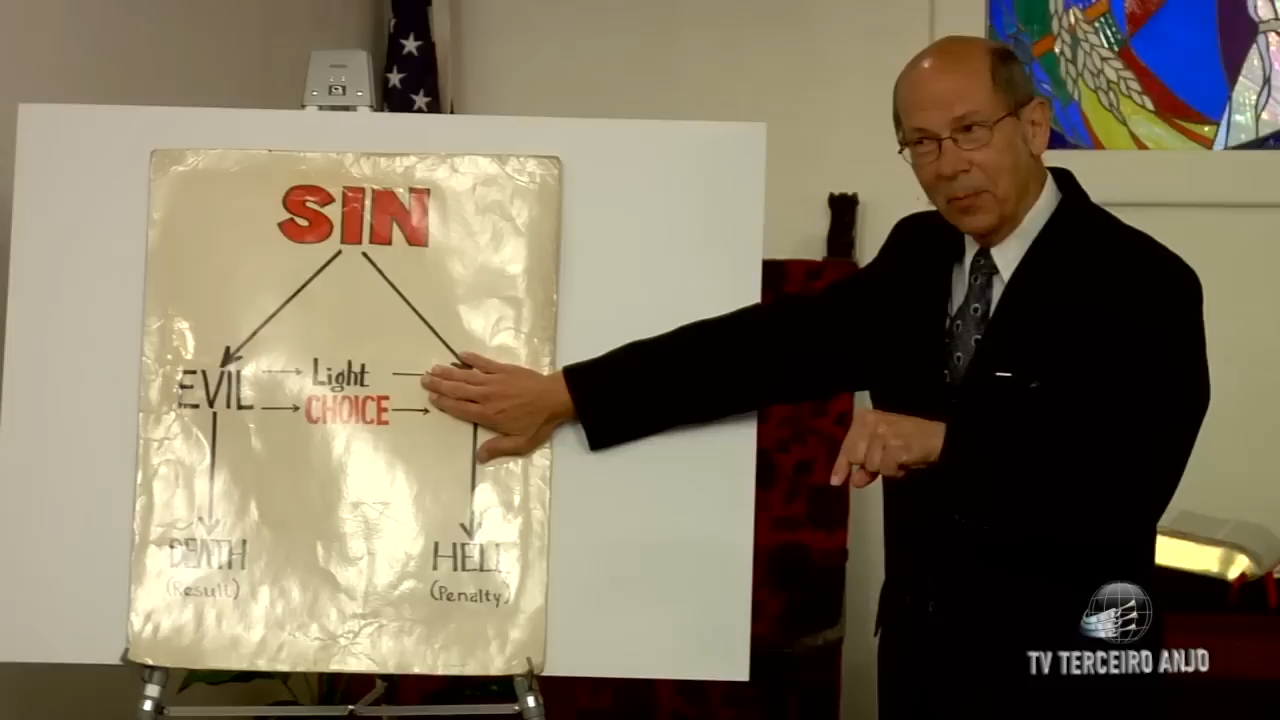 SIN
EVIL → Light →
→ CHOICE →
DEATH HELL
(Result) (Penalty)
TV TERCEIRO ANJO